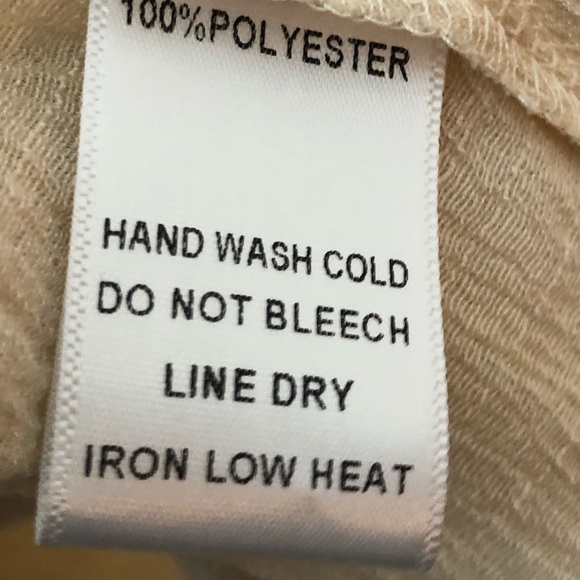 100%POLYESTER
HAND WASH COLD
DO NOT BLEECH
LINE DRY
IRON LOW HEAT